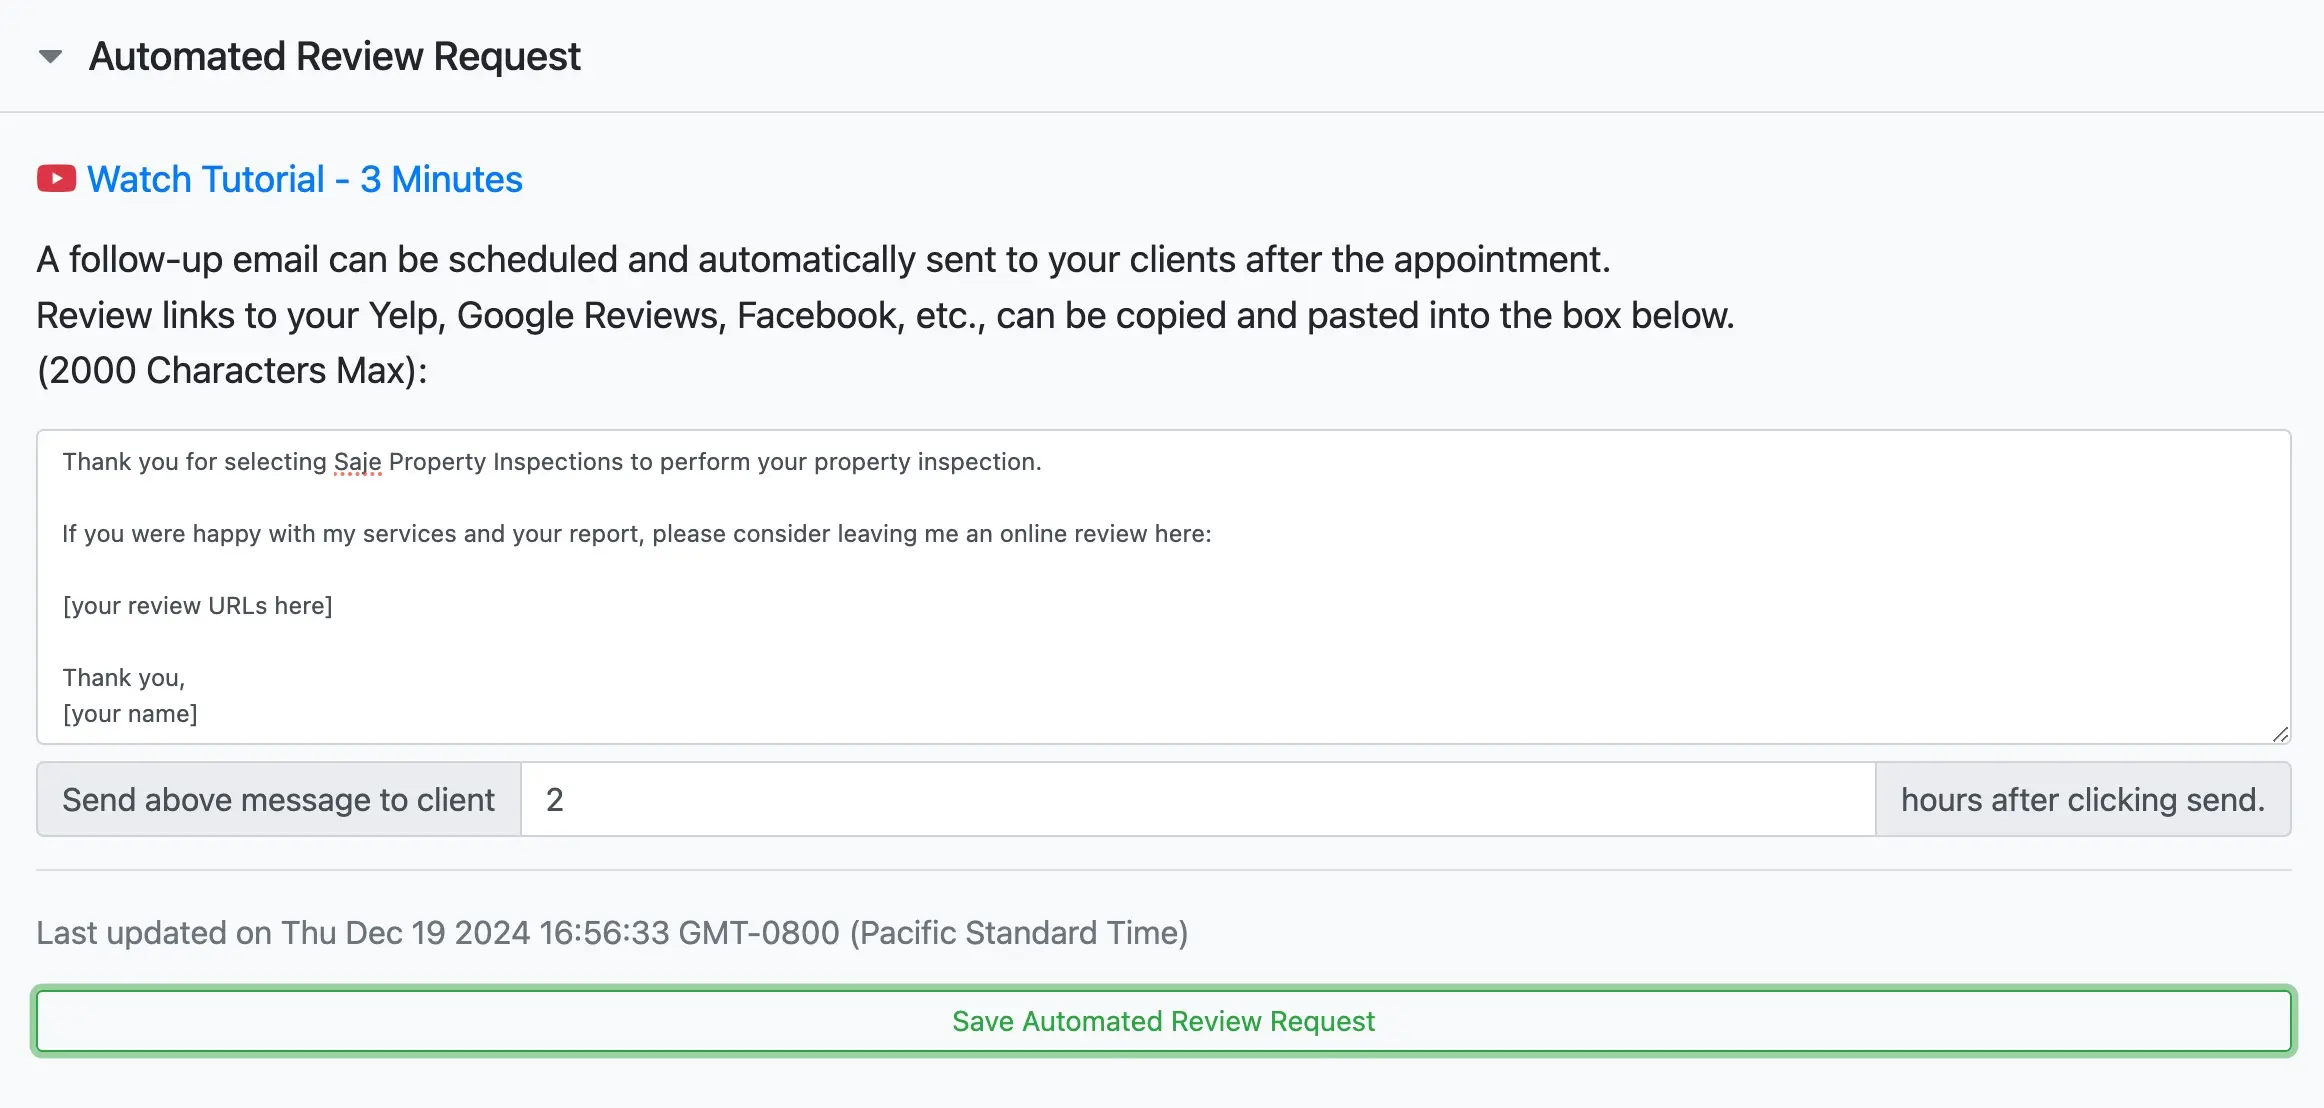 Automated Review Request
Watch Tutorial - 3 Minutes
A follow-up email can be scheduled and automatically sent to your clients after the appointment.
Review links to your Yelp, Google Reviews, Facebook, etc., can be copied and pasted into the box below.
(2000 Characters Max):
Thank you for selecting Saje Property Inspections to perform your property inspection.
If you were happy with my services and your report, please consider leaving me an online review here:
[your review URLs here]
Thank you,
[your name]
Send above message to client 2 hours after clicking send.
Last updated on Thu Dec 19 2024 16:56:33 GMT-0800 (Pacific Standard Time)
Save Automated Review Request